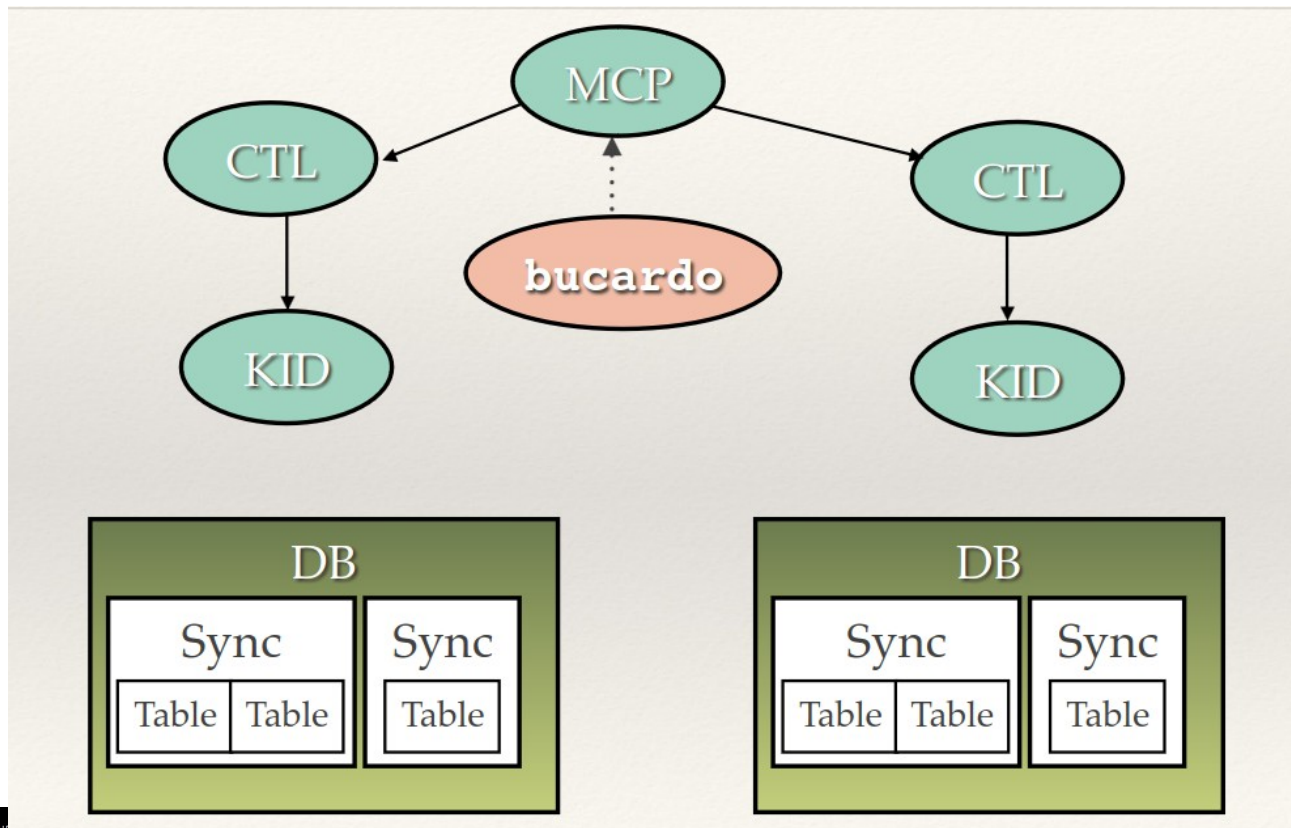 MCP
CTL
CTL
bucardo
KID
KID
DB
DB
Sync
Sync
Sync
Sync
Table
Table
Table
Table
Table
Table